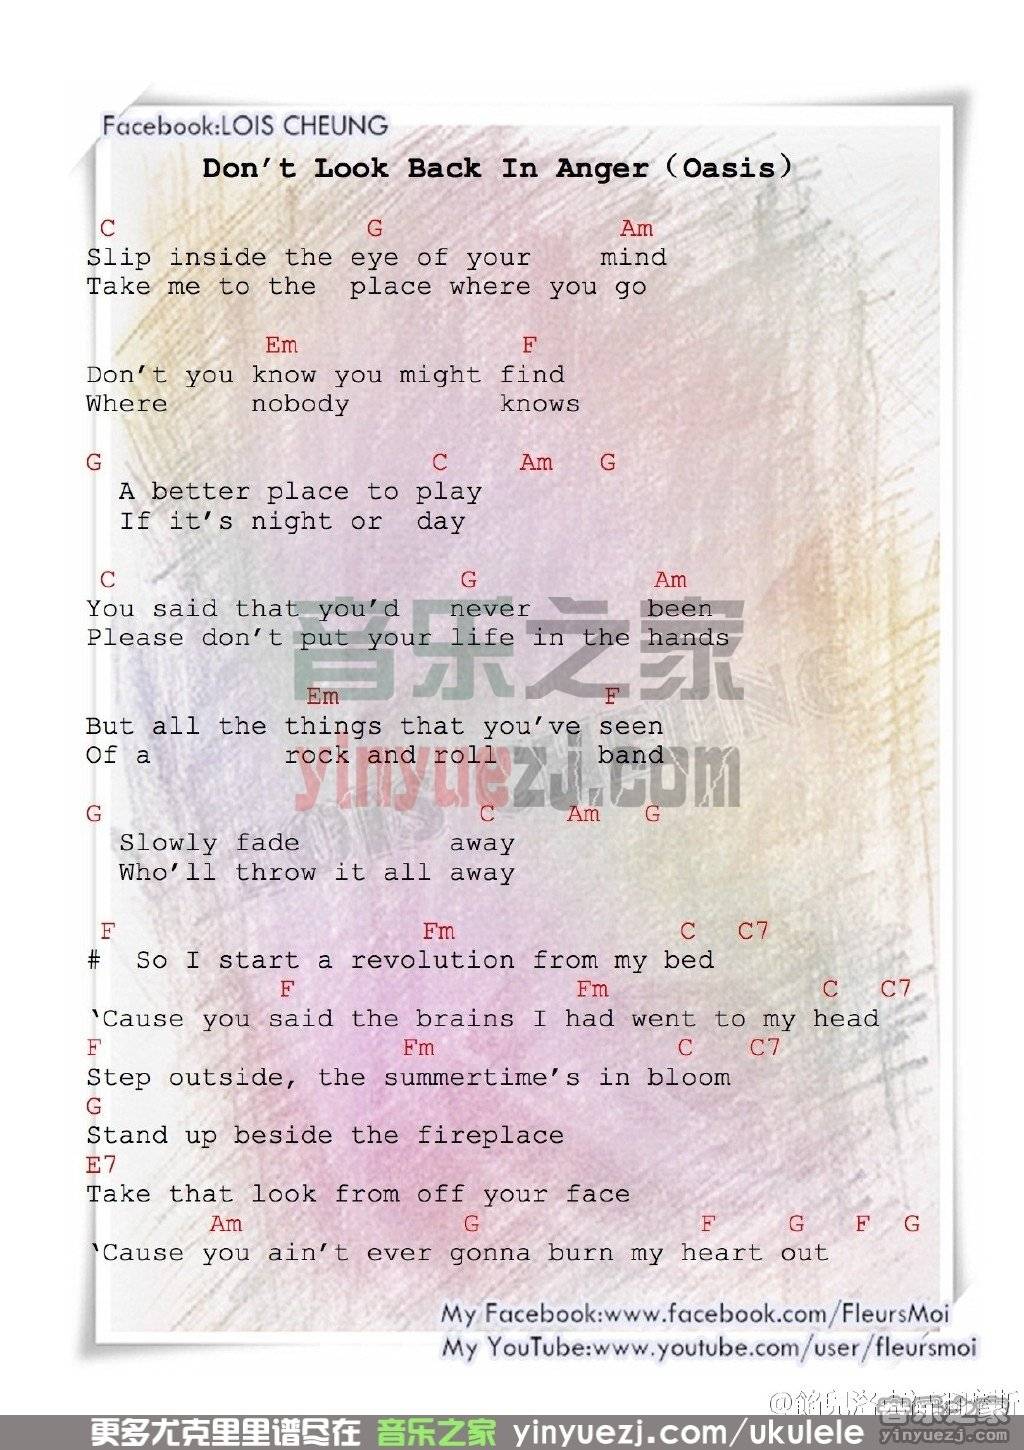 Facebook:LOIS CHEUNG
Don't Look Back In Anger（Oasis）
C G Am
Slip inside the eye of your mind
Take me to the place where you go
Em F
Don't you know you might find
Where nobody knows
G C Am G
A better place to play
If it's night or day
C G Am
You said that you'd never been
Please don't put your life in the hands
Em F
But all the things that you've seen
Of a rock and roll band
G C Am G
Slowly fade away
Who'll throw it all away
F Fm C C7
# So I start a revolution from my bed
F Fm C C7
‘Cause you said the brains I had went to my head
F Fm C C7
Step outside, the summertime's in bloom
G
Stand up beside the fireplace
E7
Take that look from off your face
Am G F G F G
‘Cause you ain't ever gonna burn my heart out
音乐之家
yinyuezj.com
My Facebook:www.facebook.com/FleursMoi
My YouTube:www.youtube.com/user/fleursmoi
音乐之家
yinyuezj.com
更多尤克里里谱尽在 音乐之家 yinyuezj.com/ukulele